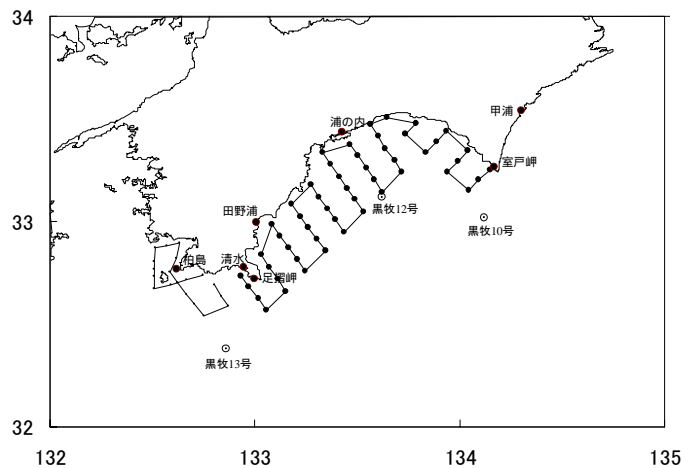 34
甲浦
浦の内
室戸岬
黒牧12号
田野浦
黒牧10号
33
柏島
清水
足摺岬
黒牧13号
32
132
133
134
135